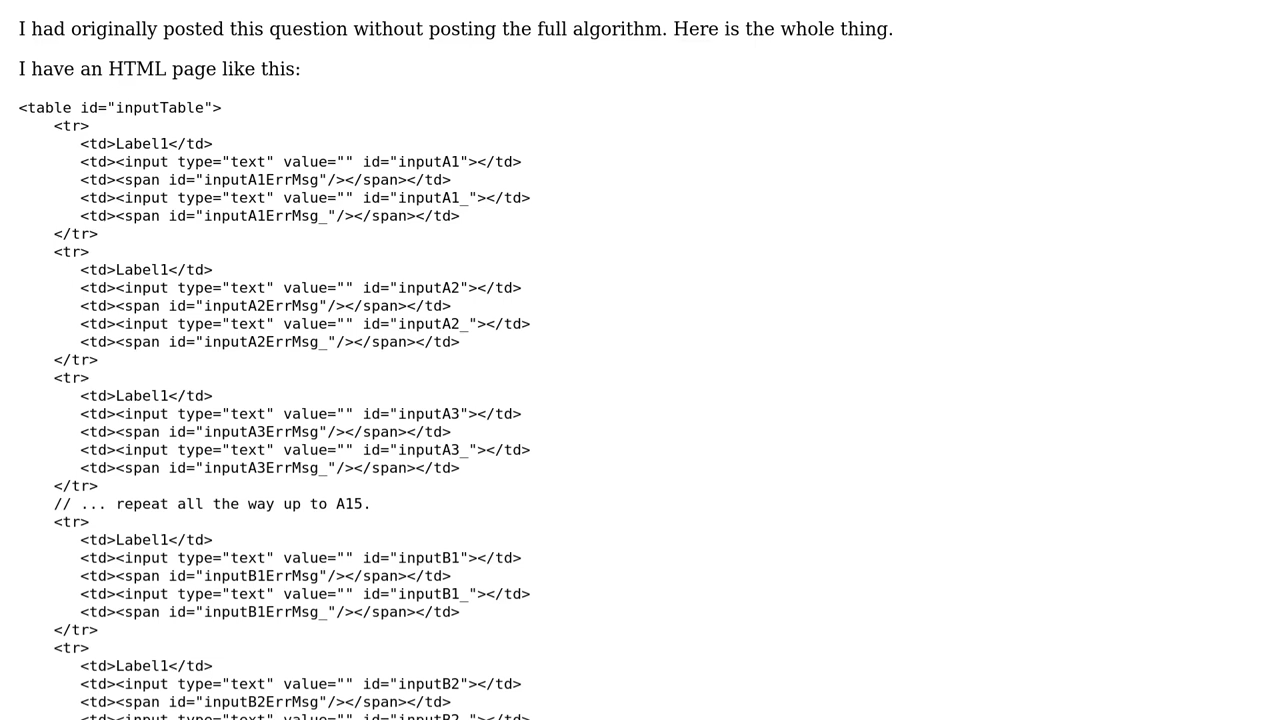 I had originally posted this question without posting the full algorithm. Here is the whole thing.
I have an HTML page like this:
<table id="inputTable">
    <tr>
       <td>Label1</td>
       <td><input type="text" value="" id="inputA1"></td>
       <td><span id="inputA1ErrMsg"/></span></td>
       <td><input type="text" value="" id="inputA1_"></td>
       <td><span id="inputA1ErrMsg_"/></span></td>
    </tr>
    <tr>
       <td>Label1</td>
       <td><input type="text" value="" id="inputA2"></td>
       <td><span id="inputA2ErrMsg"/></span></td>
       <td><input type="text" value="" id="inputA2_"></td>
       <td><span id="inputA2ErrMsg_"/></span></td>
    </tr>
    <tr>
       <td>Label1</td>
       <td><input type="text" value="" id="inputA3"></td>
       <td><span id="inputA3ErrMsg"/></span></td>
       <td><input type="text" value="" id="inputA3_"></td>
       <td><span id="inputA3ErrMsg_"/></span></td>
    </tr>
    // ... repeat all the way up to A15.
    <tr>
       <td>Label1</td>
       <td><input type="text" value="" id="inputB1"></td>
       <td><span id="inputB1ErrMsg"/></span></td>
       <td><input type="text" value="" id="inputB1_"></td>
       <td><span id="inputB1ErrMsg_"/></span></td>
    </tr>
    <tr>
       <td>Label1</td>
       <td><input type="text" value="" id="inputB2"></td>
       <td><span id="inputB2ErrMsg"/></span></td>
       <td><input type="text" value="" id="inputB2_"></td>